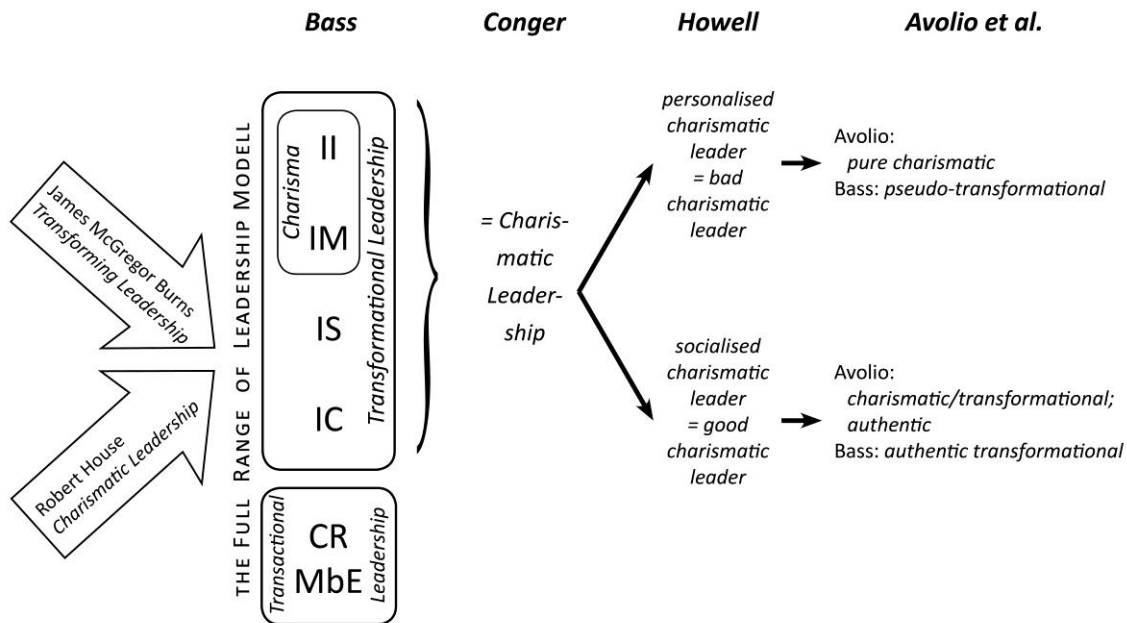 Bass
Conger
Howell
Avolio et al.
James McGregor Burns
Transforming Leadership
Robert House
Charismatic Leadership
THE FULL RANGE OF LEADERSHIP MODELL
Charisma
II
IM
IS
IC
Transformational Leadership
Transactional
CR
MbE
Leadership
= Charis-
matic
Leader-
ship
personalised
charismatic
leader
= bad
charismatic
leader
Avolio:
pure charismatic
Bass: pseudo-transformational
socialised
charismatic
leader
= good
charismatic
leader
Avolio:
charismatic/transformational;
authentic
Bass: authentic transformational